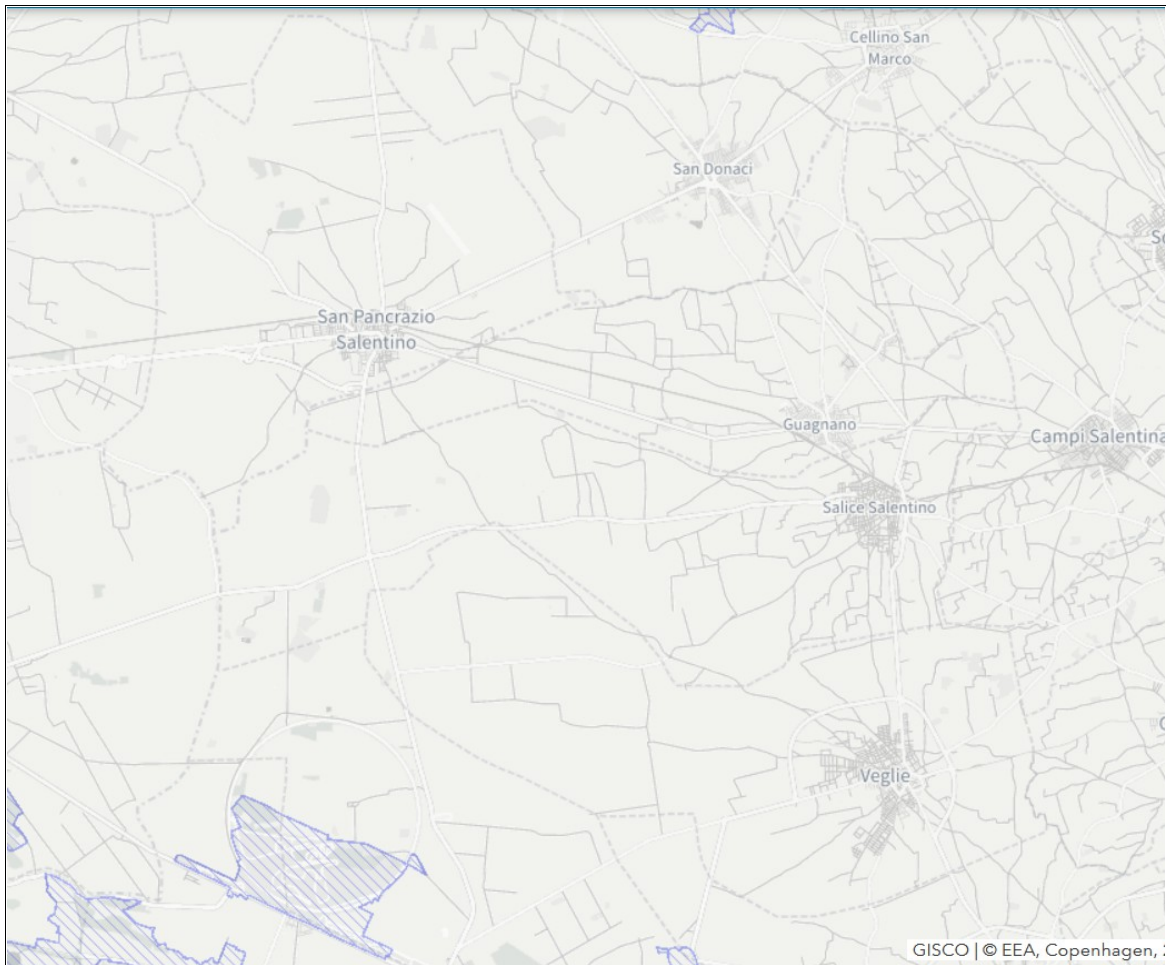 Cellino San
Marco
San Donaci
San Pancrazio
Salentino
Guagnano
Campi Salentina
Salice Salentino
Veglie
GISCO | © EEA, Copenhagen,